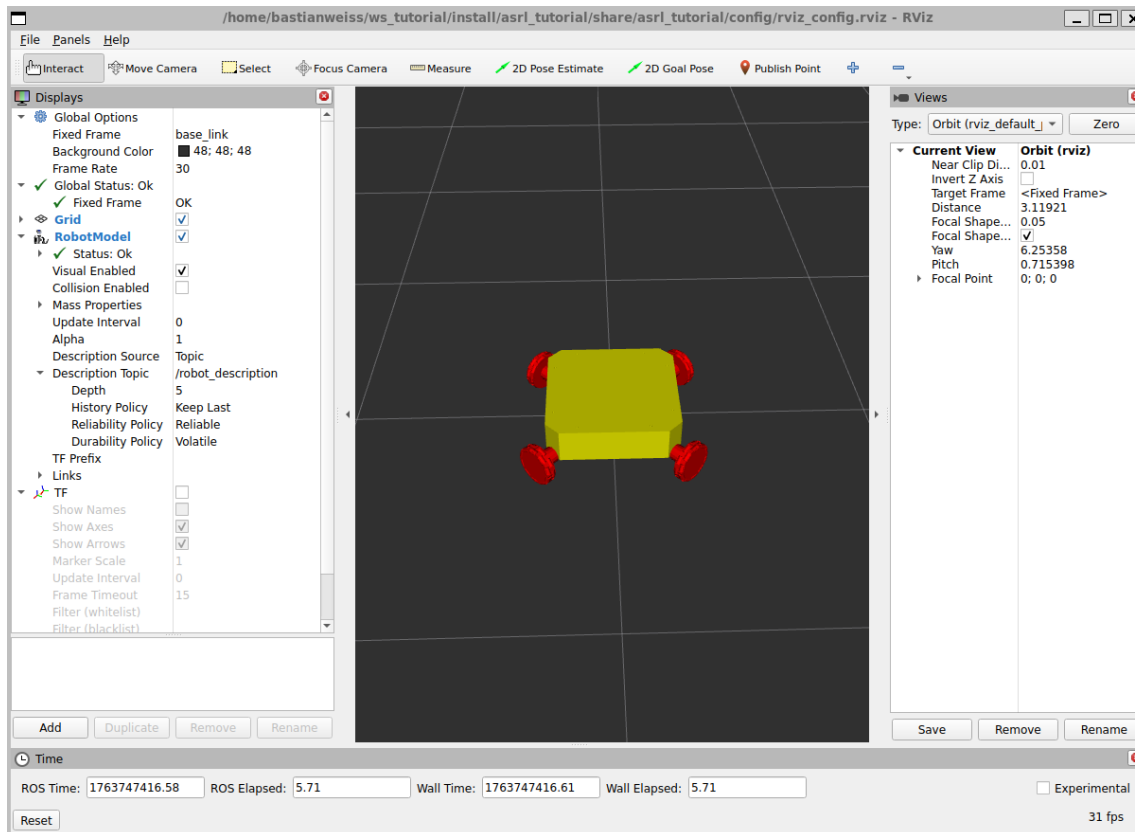 /home/bastianweiss/ws_tutorial/install/asrl_tutorial/share/asrl_tutorial/config/rviz_config.rviz - RViz
File Panels Help
Interact Move Camera Select Focus Camera Measure 2D Pose Estimate 2D Goal Pose Publish Point
Displays
Global Options
Fixed Frame base_link
Background Color 48; 48; 48
Frame Rate 30
Global Status: Ok
Fixed Frame OK
Grid
RobotModel
Status: Ok
Visual Enabled
Collision Enabled
Mass Properties
Update Interval 0
Alpha 1
Description Source Topic
Description Topic /robot_description
Depth 5
History Policy Keep Last
Reliability Policy Reliable
Durability Policy Volatile
TF Prefix
Links
TF
Show Names
Show Axes
Show Arrows
Marker Scale 1
Update Interval 0
Frame Timeout 15
Filter (whitelist)
Filter (blacklist)
Add Duplicate Remove Rename
Views
Type: Orbit (rviz_default_ Zero
Current View Orbit (rviz)
Near Clip Di... 0.01
Invert Z Axis
Target Frame <Fixed Frame>
Distance 3.11921
Focal Shape... 0.05
Focal Shape...
Yaw 6.25358
Pitch 0.715398
Focal Point 0; 0; 0
Save Remove Rename
Time
ROS Time: 1763747416.58 ROS Elapsed: 5.71 Wall Time: 1763747416.61 Wall Elapsed: 5.71 Experimental
Reset 31 fps